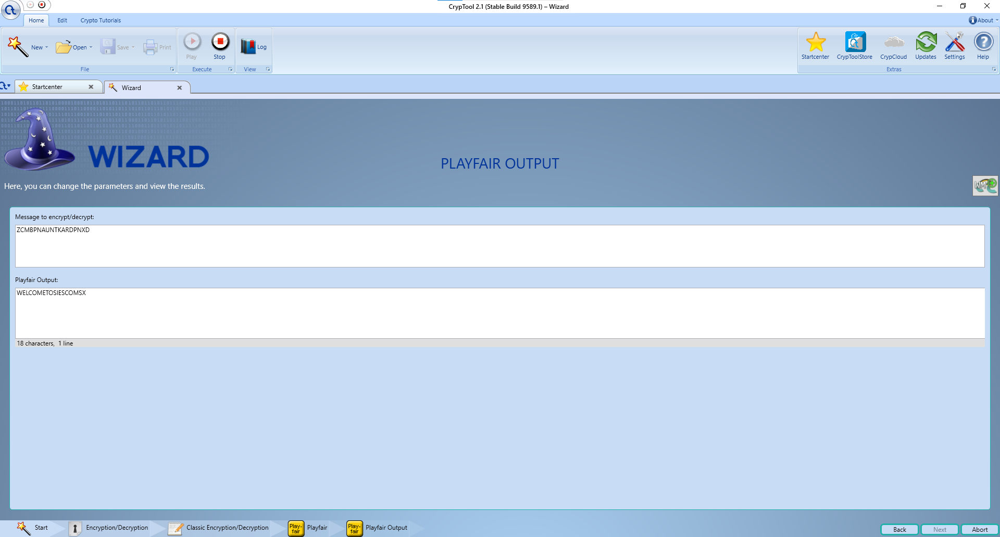 CrypTool 2.1 (Stable Build 9589.1) – Wizard
Home Edit Crypto Tutorials About
New Open Save Print Play Stop Log Startcenter CrypToolStore CrypCloud Updates Settings Help
File Execute View Extras
Startcenter Wizard
WIZARD
PLAYFAIR OUTPUT
Here, you can change the parameters and view the results.
Message to encrypt/decrypt:
ZCMBPNAUNTKARDPNXD
Playfair Output:
WELCOMETOSIESCOMSX
18 characters, 1 line
Start Encryption/Decryption Classic Encryption/Decryption Play-fair Playfair Play-fair Playfair Output
Back Next Abort